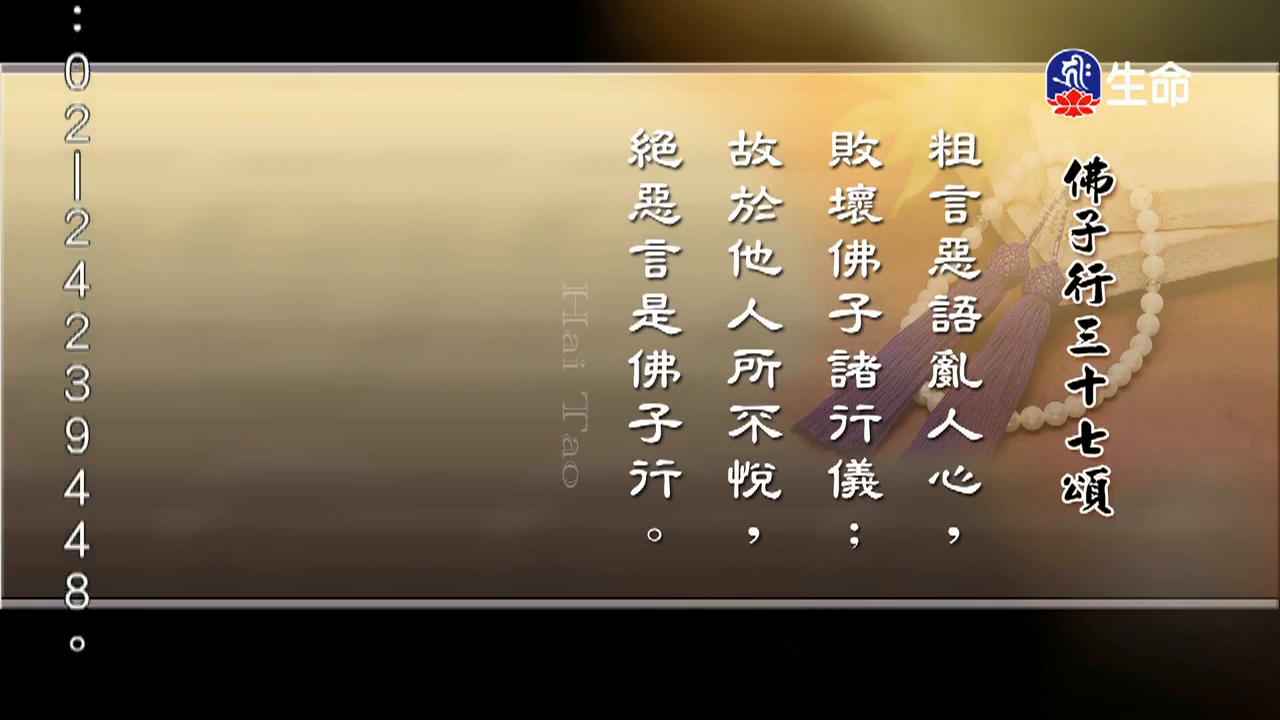 生命
佛子行三十七頌
粗言惡語亂人心，
敗壞佛子諸行儀；
故於他人所不悅，
絕惡言是佛子行。
Hai Tao
：02－24239448。